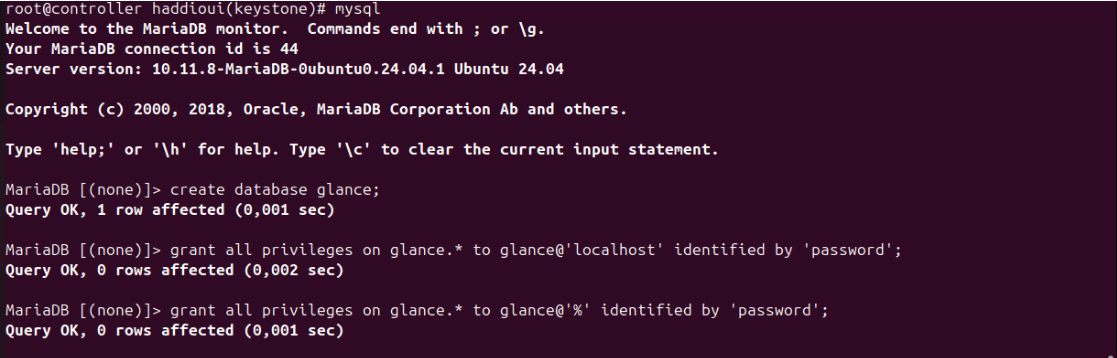 root@controller haddioui(keystone)# mysql
Welcome to the MariaDB monitor.  Commands end with ; or \g.
Your MariaDB connection id is 44
Server version: 10.11.8-MariaDB-0ubuntu0.24.04.1 Ubuntu 24.04
Copyright (c) 2000, 2018, Oracle, MariaDB Corporation Ab and others.
Type 'help;' or '\h' for help. Type '\c' to clear the current input statement.
MariaDB [(none)]> create database glance;
Query OK, 1 row affected (0,001 sec)
MariaDB [(none)]> grant all privileges on glance.* to glance@'localhost' identified by 'password';
Query OK, 0 rows affected (0,002 sec)
MariaDB [(none)]> grant all privileges on glance.* to glance@'%' identified by 'password';
Query OK, 0 rows affected (0,001 sec)